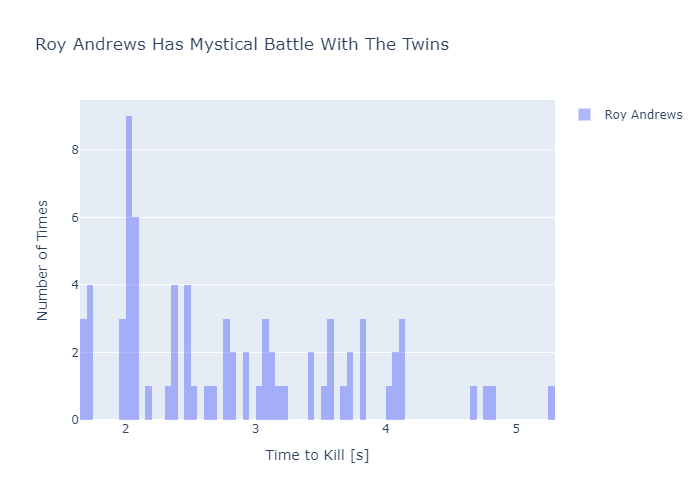 Roy Andrews Has Mystical Battle With The Twins
Roy Andrews
Number of Times
8
6
4
2
0
2
3
4
5
Time to Kill [s]